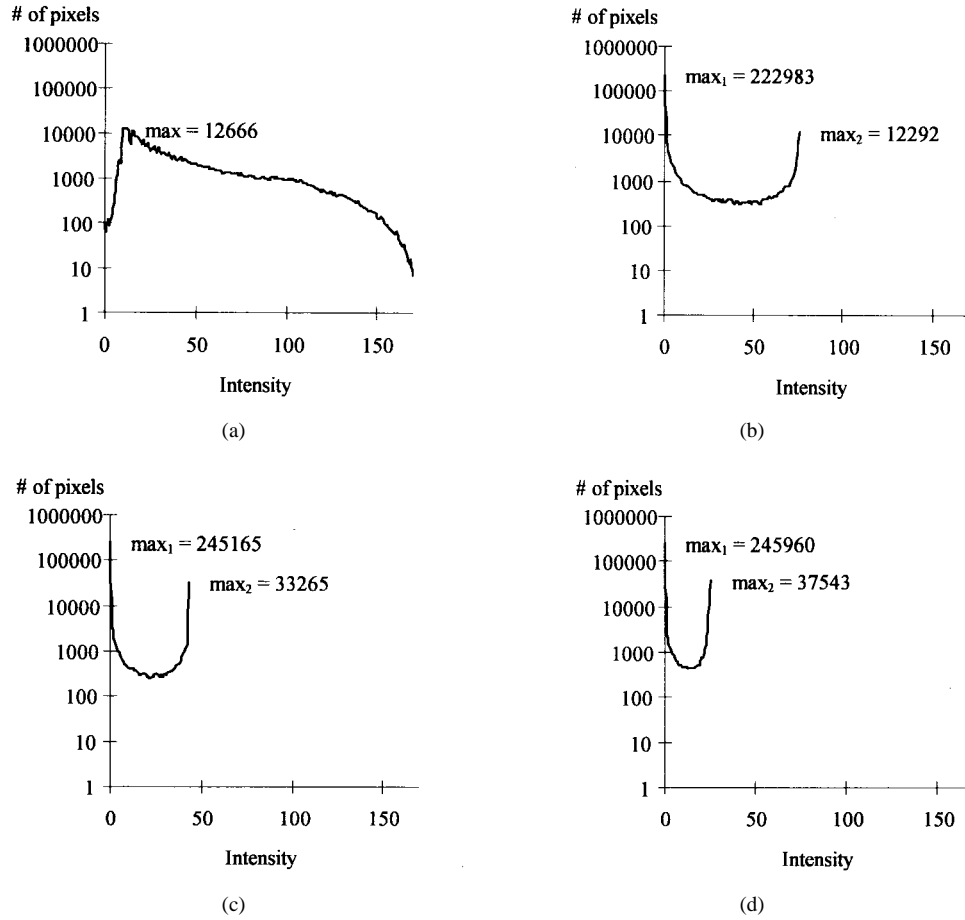 # of pixels
1000000
100000
10000
1000
100
10
1
max = 12666
0 50 100 150
Intensity
(a)
# of pixels
1000000
100000
10000
1000
100
10
1
max₁ = 222983
max₂ = 12292
0 50 100 150
Intensity
(b)
# of pixels
1000000
100000
10000
1000
100
10
1
max₁ = 245165
max₂ = 33265
0 50 100 150
Intensity
(c)
# of pixels
1000000
100000
10000
1000
100
10
1
max₁ = 245960
max₂ = 37543
0 50 100 150
Intensity
(d)